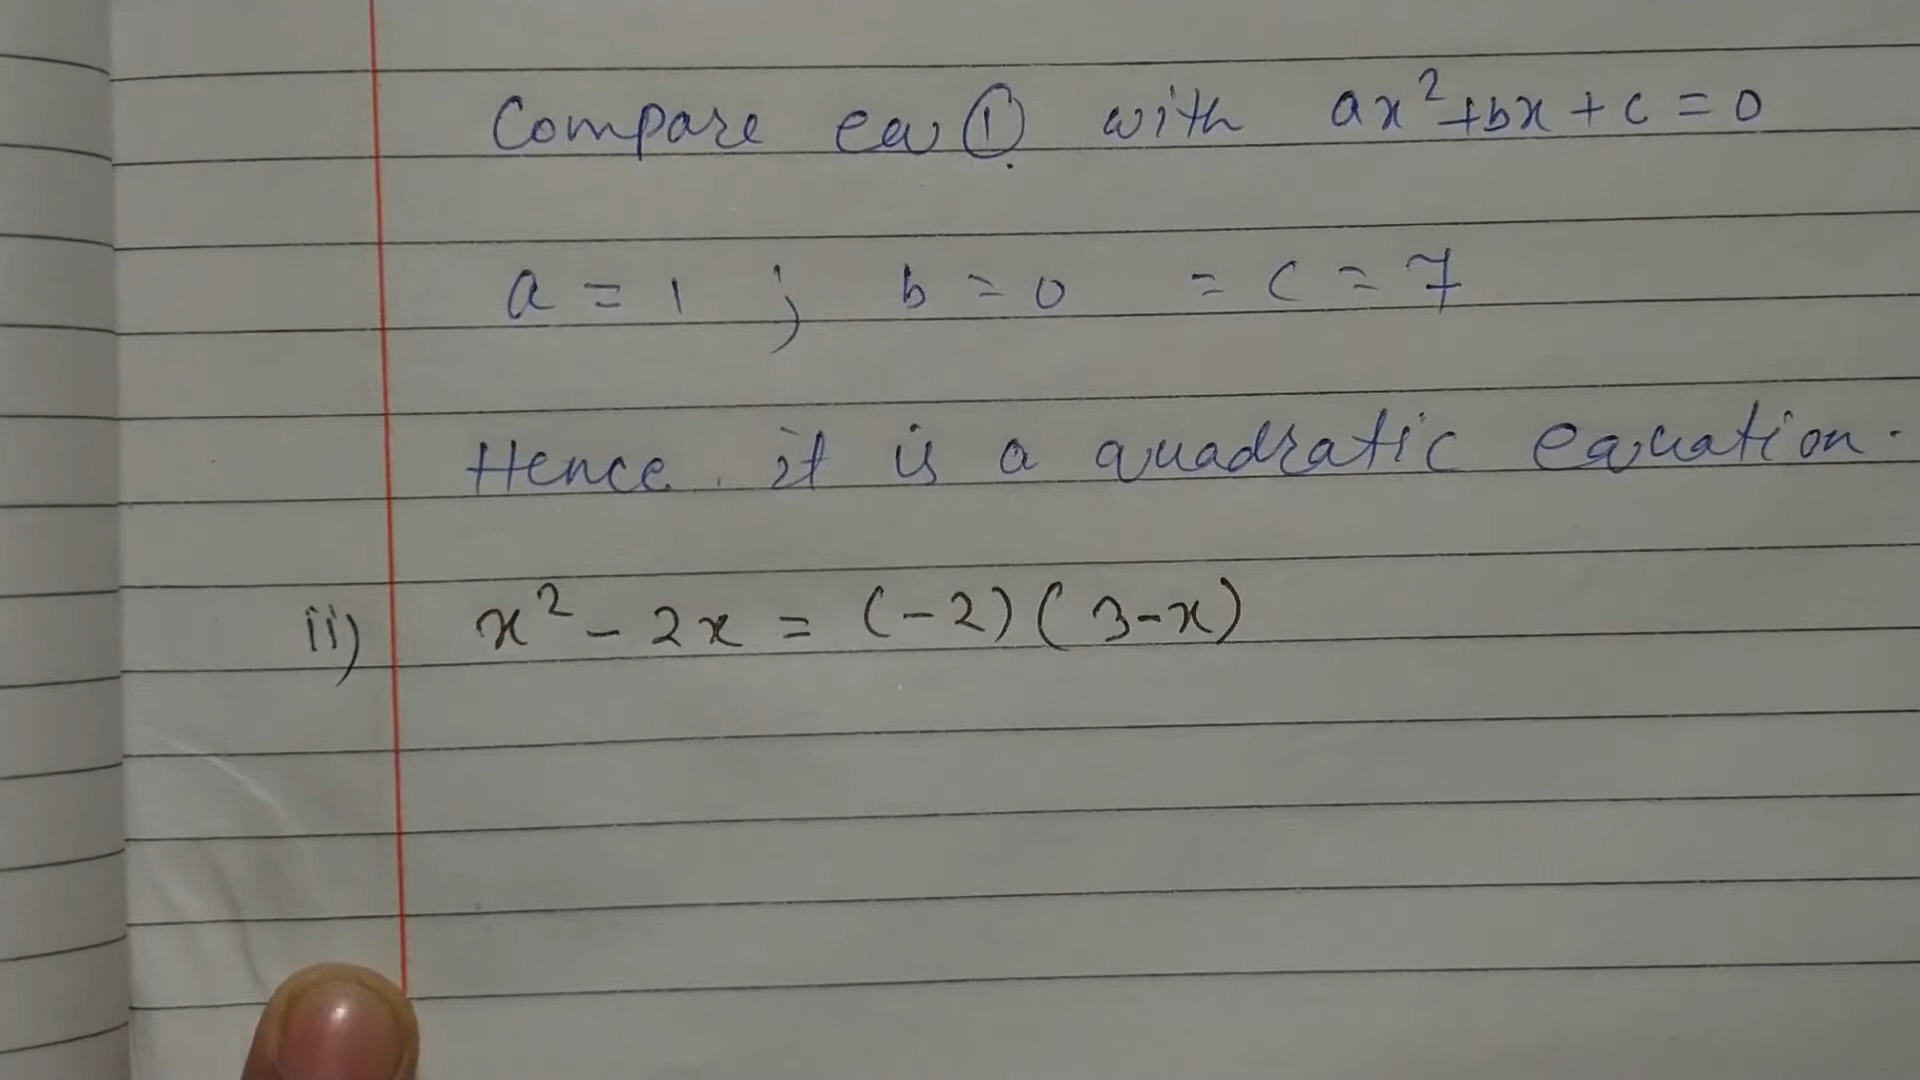 Compare eq ① with ax²+bx+c=0
a = 1 ; b = 0 = c = 7
Hence. it is a quadratic equation.
ii) x² - 2x = (-2)(3-x)